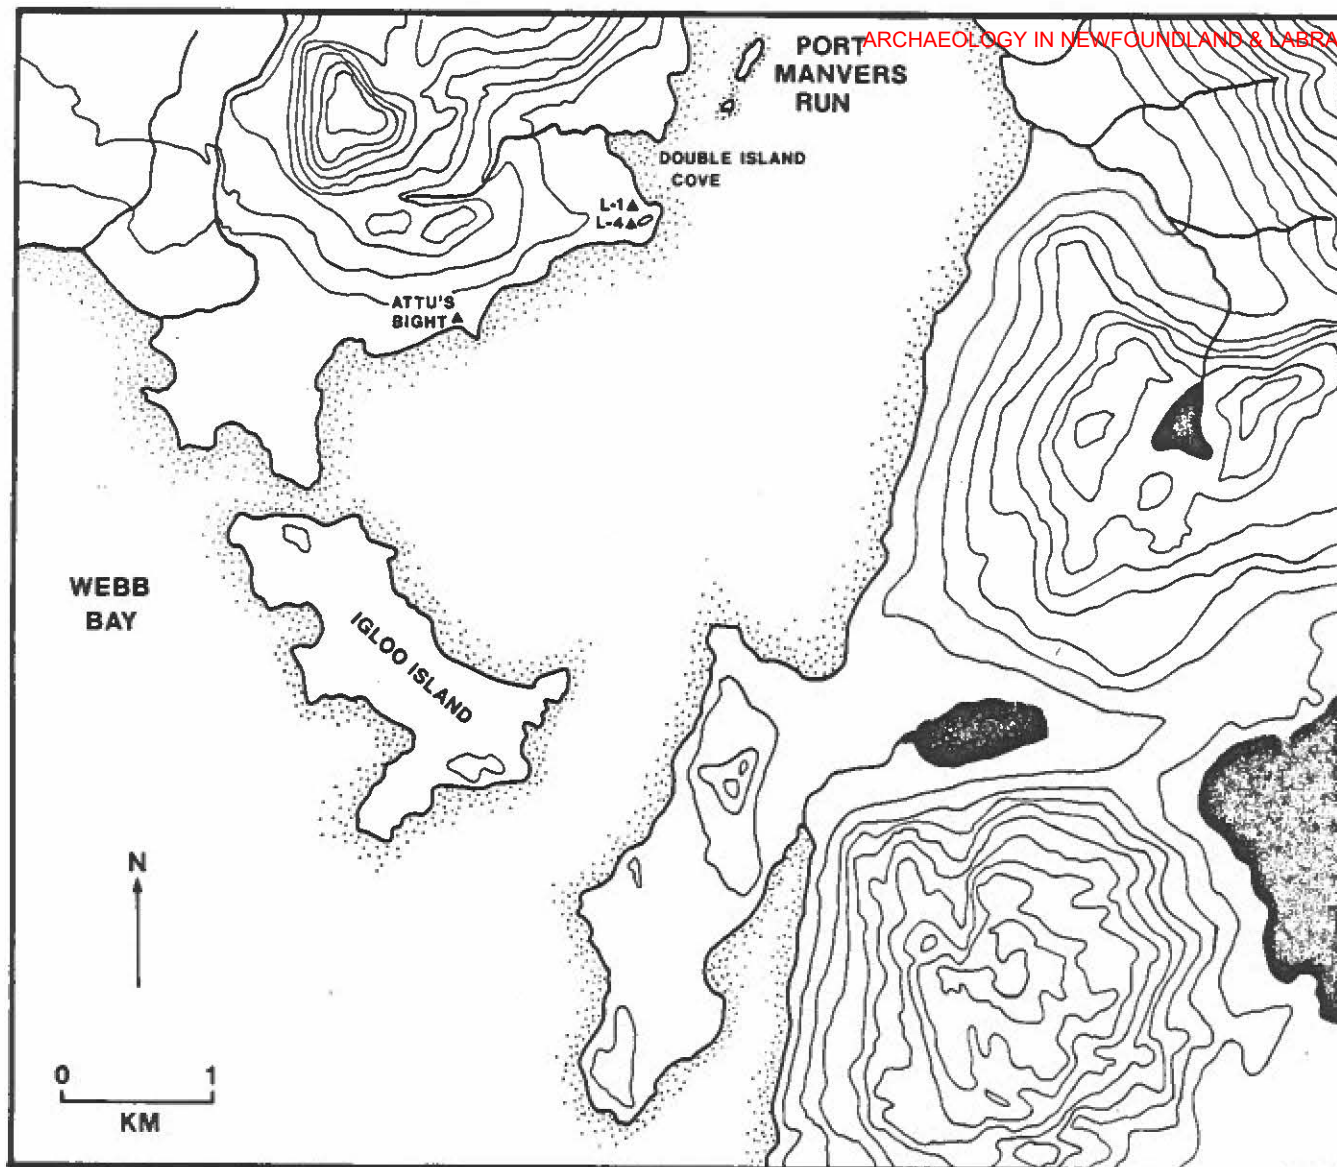 ARCHAEOLOGY IN NEWFOUNDLAND & LABRA
PORT
MANVERS
RUN
DOUBLE ISLAND
COVE
L-1
L-4
ATTU'S
BIGHT
WEBB
BAY
IGLOO ISLAND
N
0 1
KM